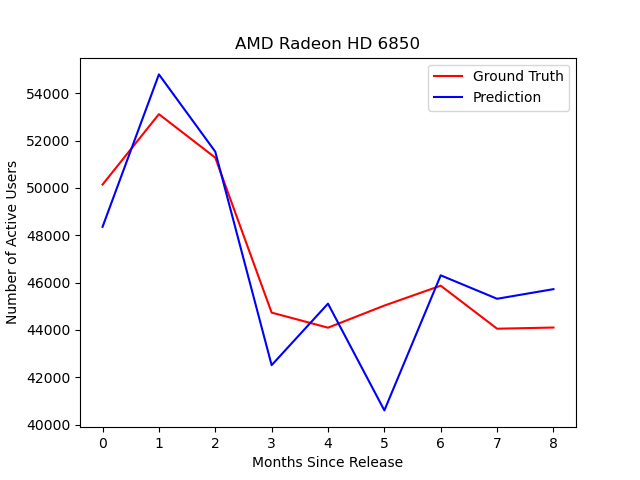 AMD Radeon HD 6850
Ground Truth
Prediction
Number of Active Users
54000
52000
50000
48000
46000
44000
42000
40000
0 1 2 3 4 5 6 7 8
Months Since Release